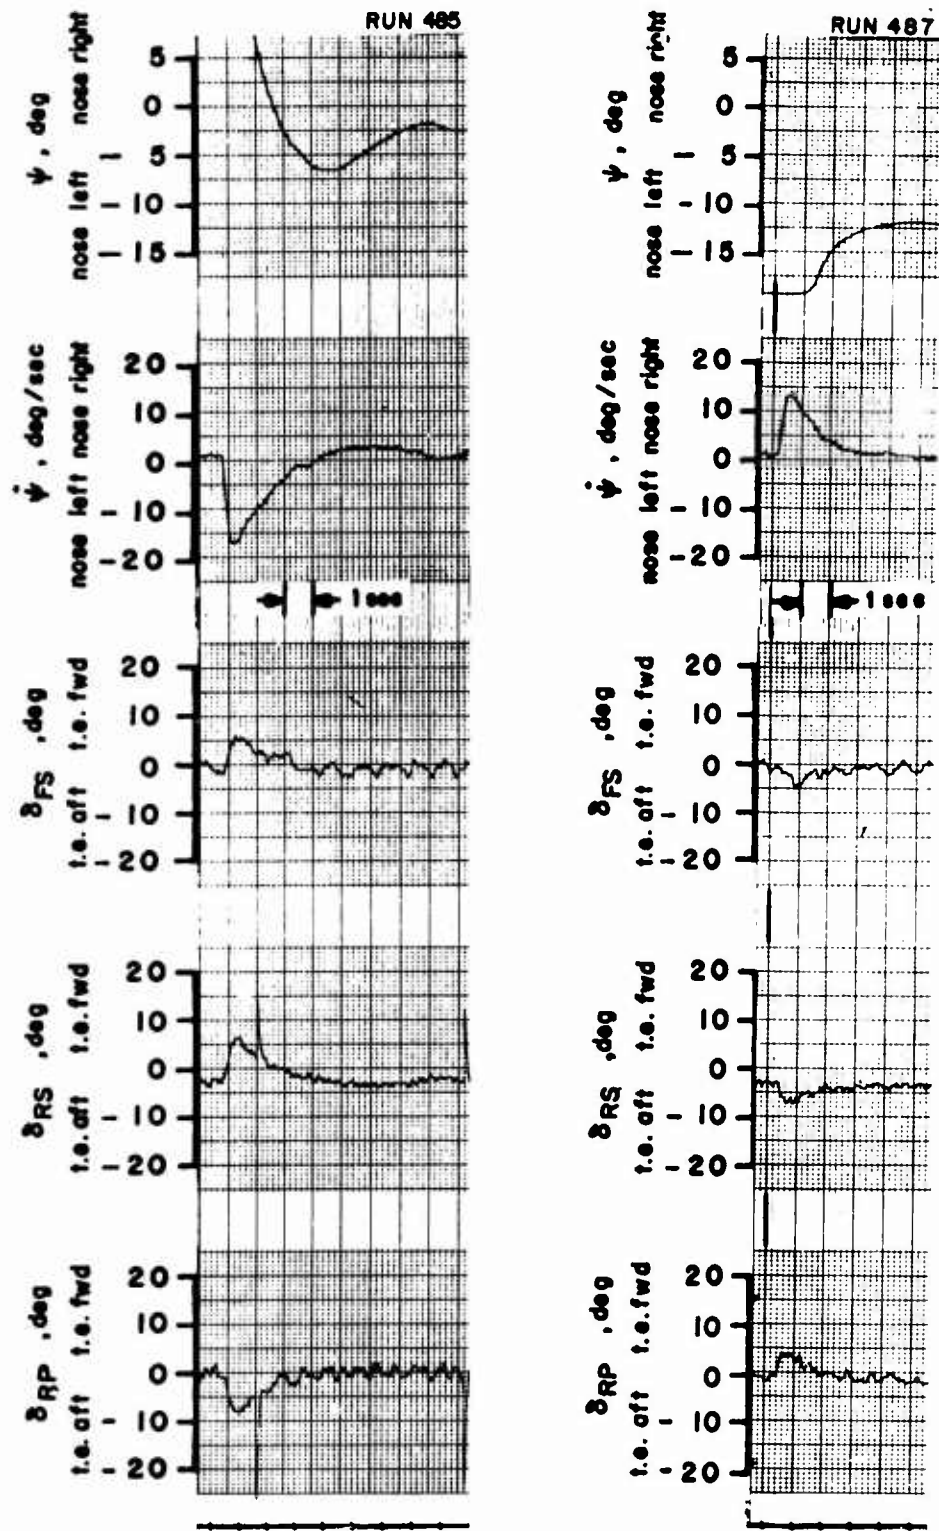 RUN 485
ψ, deg
nose left nose right
5
0
5
- 10
- 15
ψ̇, deg/sec
nose left nose right
20
10
0
- 10
- 20
1 sec
δFS, deg
t.e. aft t.e. fwd
20
10
0
- 10
- 20
δRS, deg
t.e. aft t.e. fwd
20
10
0
- 10
- 20
δRP, deg
t.e. aft t.e. fwd
20
10
0
- 10
- 20
RUN 487
ψ, deg
nose left nose right
5
0
5
- 10
- 15
ψ̇, deg/sec
nose left nose right
20
10
0
- 10
- 20
1 sec
δFS, deg
t.e. aft t.e. fwd
20
10
0
- 10
- 20
δRS, deg
t.e. aft t.e. fwd
20
10
0
- 10
- 20
δRP, deg
t.e. aft t.e. fwd
20
10
0
- 10
- 20